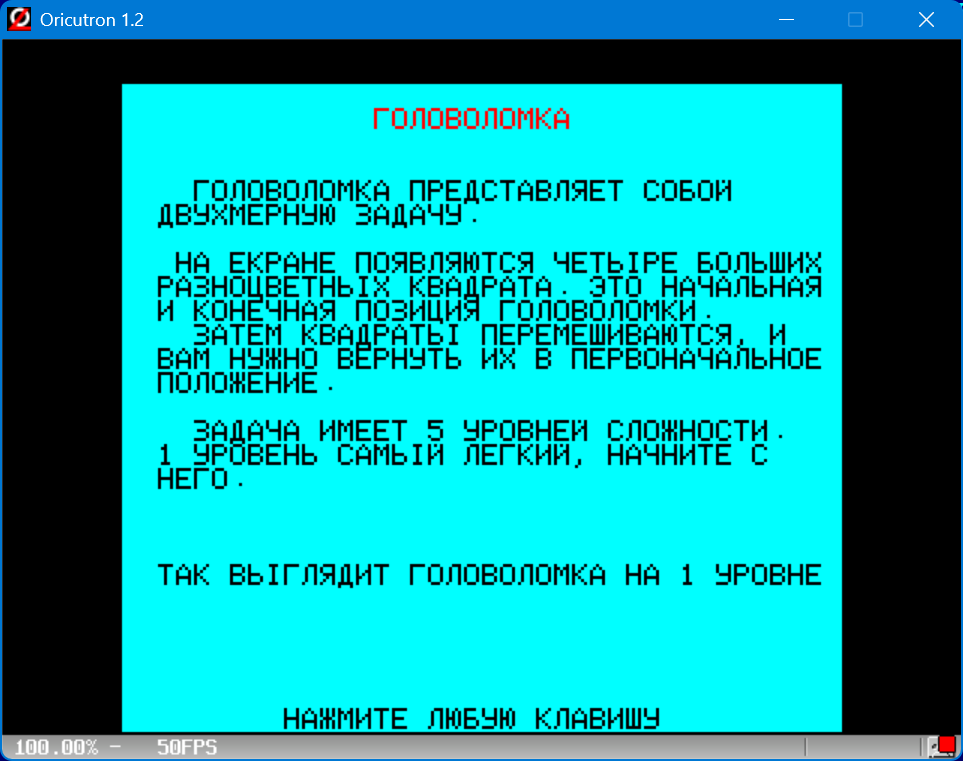 Oricutron 1.2
ГОЛОВОЛОМКА
ГОЛОВОЛОМКА ПРЕДСТАВЛЯЕТ СОБОЙ
ДВУХМЕРНУЮ ЗАДАЧУ.
НА ЕКРАНЕ ПОЯВЛЯЮТСЯ ЧЕТЫРЕ БОЛЬШИХ
РАЗНОЦВЕТНЫХ КВАДРАТА. ЭТО НАЧАЛЬНАЯ
И КОНЕЧНАЯ ПОЗИЦИЯ ГОЛОВОЛОМКИ.
ЗАТЕМ КВАДРАТЫ ПЕРЕМЕШИВАЮТСЯ, И
ВАМ НУЖНО ВЕРНУТЬ ИХ В ПЕРВОНАЧАЛЬНОЕ
ПОЛОЖЕНИЕ.
ЗАДАЧА ИМЕЕТ 5 УРОВНЕЙ СЛОЖНОСТИ.
1 УРОВЕНЬ САМЫЙ ЛЕГКИЙ, НАЧНИТЕ С
НЕГО.
ТАК ВЫГЛЯДИТ ГОЛОВОЛОМКА НА 1 УРОВНЕ
НАЖМИТЕ ЛЮБУЮ КЛАВИШУ
100.00% - 50FPS